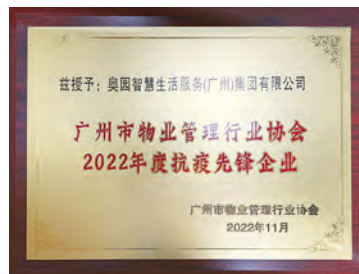 兹授予：奥园智慧生活服务(广州)集团有限公司
广州市物业管理行业协会
2022年度抗疫先锋企业
广州市物业管理行业协会
2022年11月